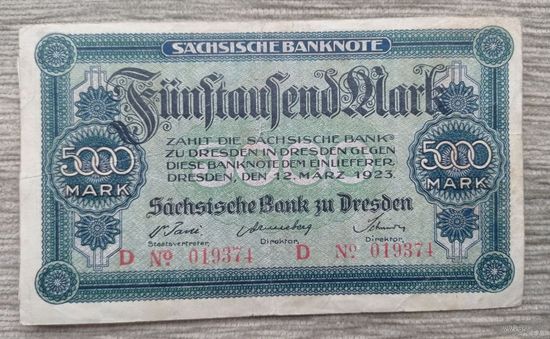 SÄCHSISCHE BANKNOTE
Fünftausend Mark
ZAHLT DIE SÄCHSISCHE BANK
ZU DRESDEN IN DRESDEN GEGEN
DIESE BANKNOTE DEM EINLIEFERER.
DRESDEN, DEN 12. MÄRZ 1923.
5000 MARK
5000 MARK
Sächsische Bank zu Dresden
Staatsvertreter. Direktor. Direktor.
D No 019374 D No 019374